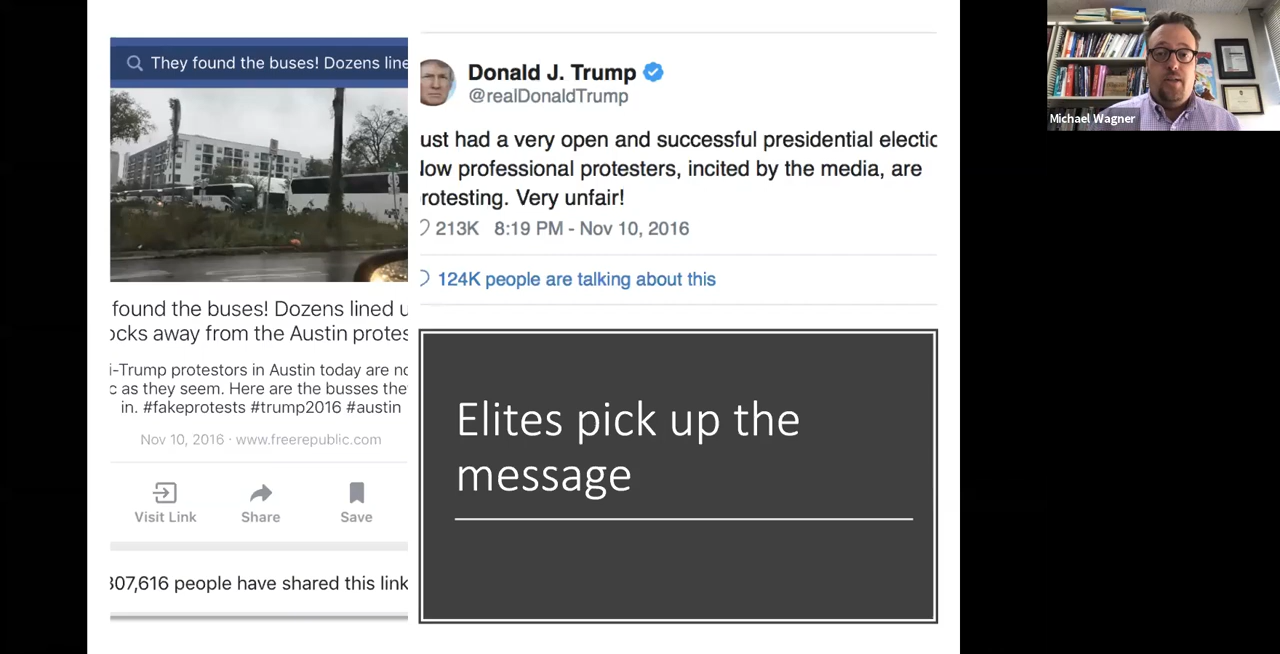 They found the buses! Dozens line
found the buses! Dozens lined u
ocks away from the Austin protes
i-Trump protestors in Austin today are no
c as they seem. Here are the busses the
in. #fakeprotests #trump2016 #austin
Nov 10, 2016 · www.freerepublic.com
Visit Link
Share
Save
307,616 people have shared this link
Donald J. Trump
@realDonaldTrump
ust had a very open and successful presidential electic
low professional protesters, incited by the media, are
rotesting. Very unfair!
213K 8:19 PM - Nov 10, 2016
124K people are talking about this
Elites pick up the
message
Michael Wagner